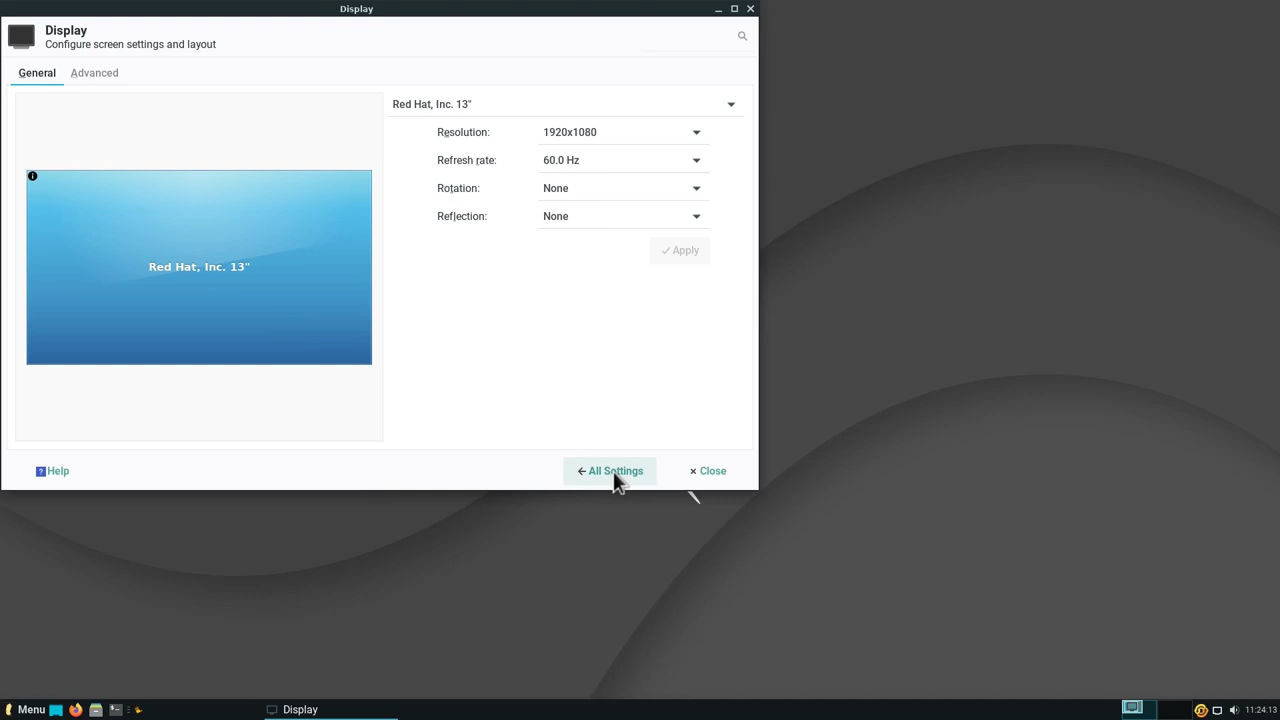 Display
Display
Configure screen settings and layout
General Advanced
Red Hat, Inc. 13"
Resolution: 1920x1080
Refresh rate: 60.0 Hz
Rotation: None
Reflection: None
Apply
Red Hat, Inc. 13"
Help All Settings Close
Menu Display 11:24:13